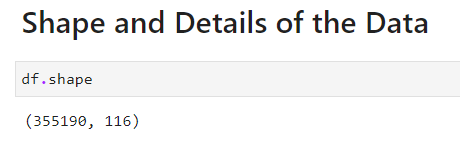 Shape and Details of the Data
df.shape
(355190, 116)